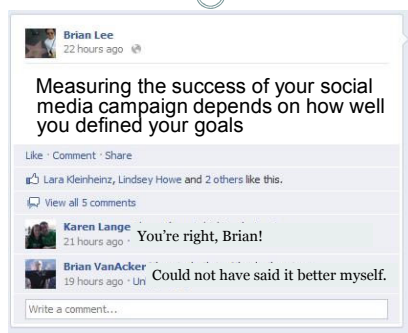 Brian Lee
22 hours ago
Measuring the success of your social
media campaign depends on how well
you defined your goals
Like · Comment · Share
Lara Kleinheinz, Lindsey Howe and 2 others like this.
View all 5 comments
Karen Lange
21 hours ago · You're right, Brian!
Brian VanAcker
19 hours ago · Un Could not have said it better myself.
Write a comment...